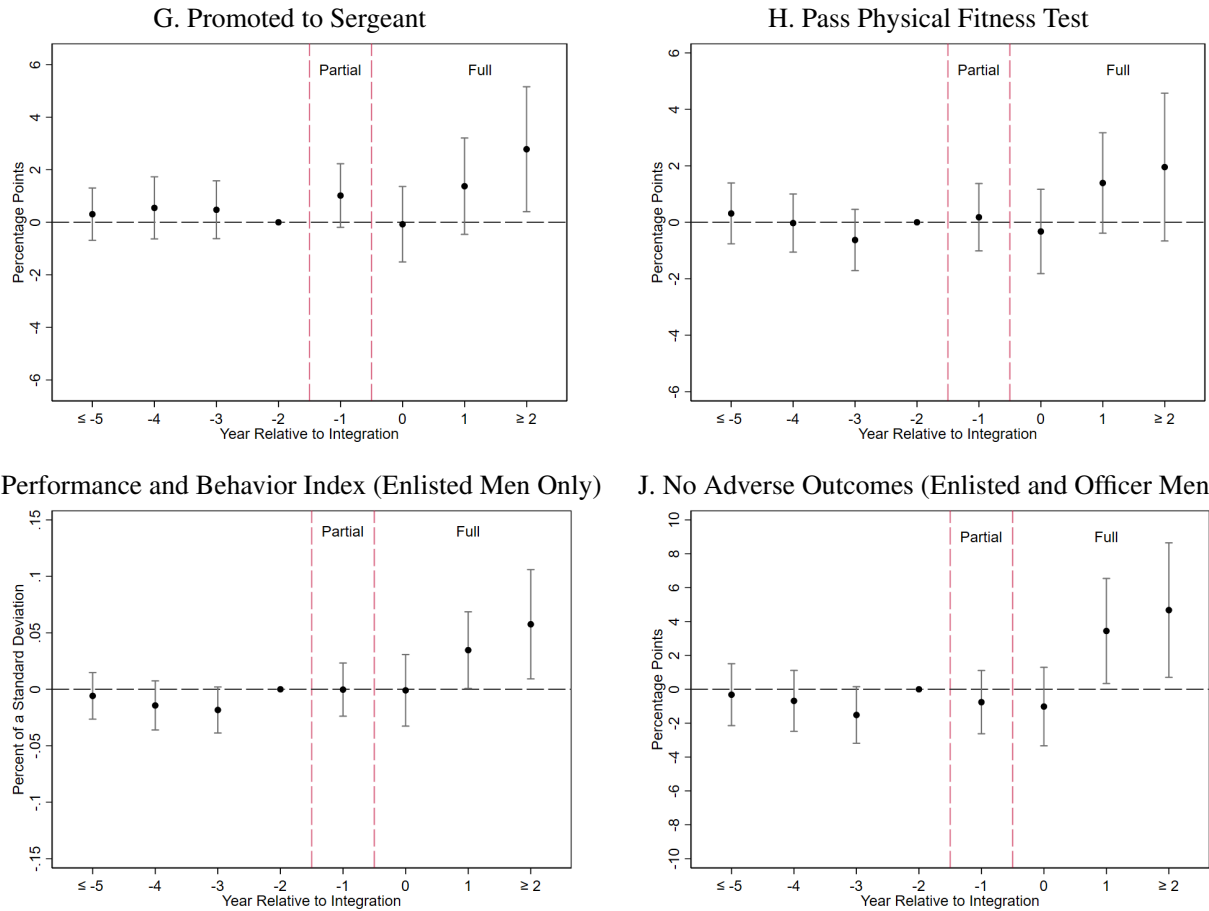 G. Promoted to Sergeant
Percentage Points
6
4
2
0
-2
-4
-6
Partial
Full
≤ -5 -4 -3 -2 -1 0 1 ≥ 2
Year Relative to Integration
H. Pass Physical Fitness Test
Percentage Points
6
4
2
0
-2
-4
-6
Partial
Full
≤ -5 -4 -3 -2 -1 0 1 ≥ 2
Year Relative to Integration
Performance and Behavior Index (Enlisted Men Only)
Percent of a Standard Deviation
.15
.1
.05
0
-.05
-.1
-.15
Partial
Full
≤ -5 -4 -3 -2 -1 0 1 ≥ 2
Year Relative to Integration
J. No Adverse Outcomes (Enlisted and Officer Men
Percentage Points
10
8
6
4
2
0
-2
-4
-6
-8
-10
Partial
Full
≤ -5 -4 -3 -2 -1 0 1 ≥ 2
Year Relative to Integration